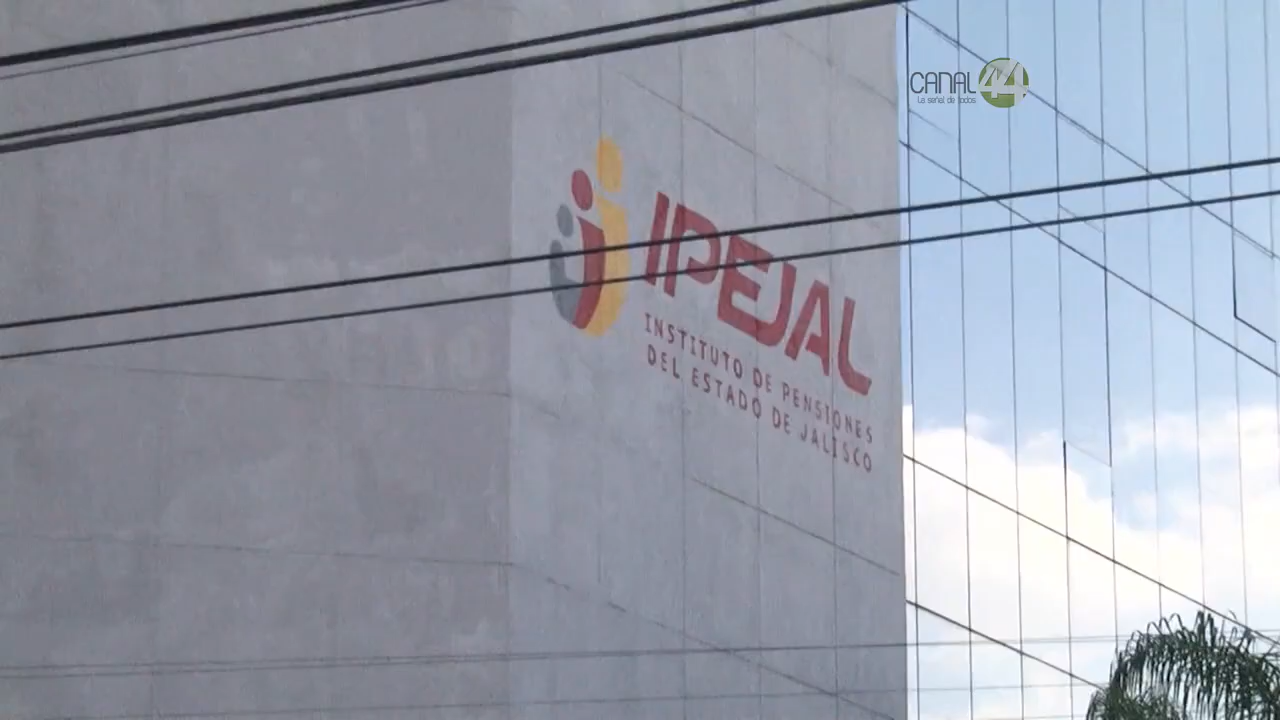 CANAL 44
La señal de todos
IPEJAL
INSTITUTO DE PENSIONES
DEL ESTADO DE JALISCO